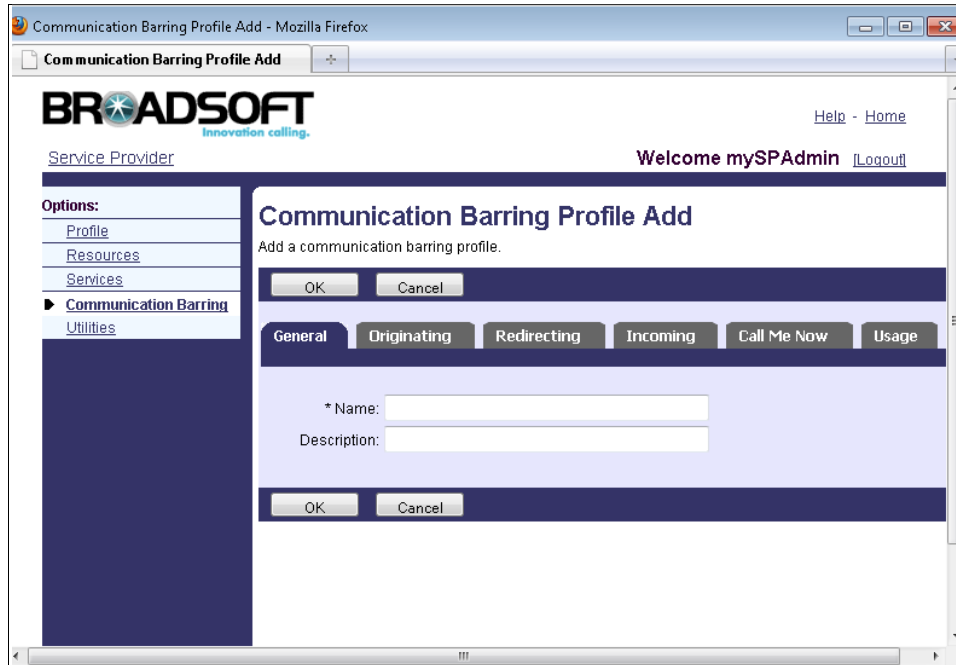 Communication Barring Profile Add - Mozilla Firefox
Communication Barring Profile Add
BROADSOFT
Innovation calling.
Help - Home
Service Provider
Welcome mySPAdmin [Logout]
Options:
Profile
Resources
Services
Communication Barring
Utilities
Communication Barring Profile Add
Add a communication barring profile.
OK Cancel
General Originating Redirecting Incoming Call Me Now Usage
* Name:
Description:
OK Cancel